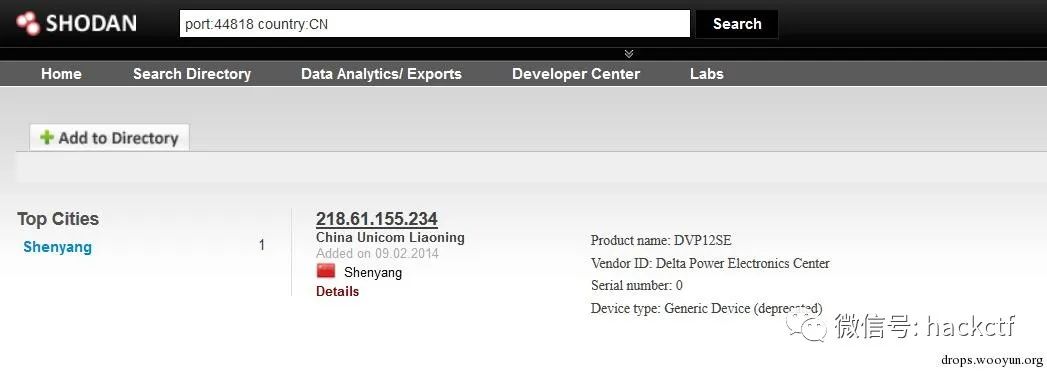 SHODAN
port:44818 country:CN
Search
Home Search Directory Data Analytics/ Exports Developer Center Labs
Add to Directory
Top Cities
Shenyang 1
218.61.155.234
China Unicom Liaoning
Added on 09.02.2014
Shenyang
Details
Product name: DVP12SE
Vendor ID: Delta Power Electronics Center
Serial number: 0
Device type: Generic Device (deprecated)
微信号: hackctf
drops.wooyun.org